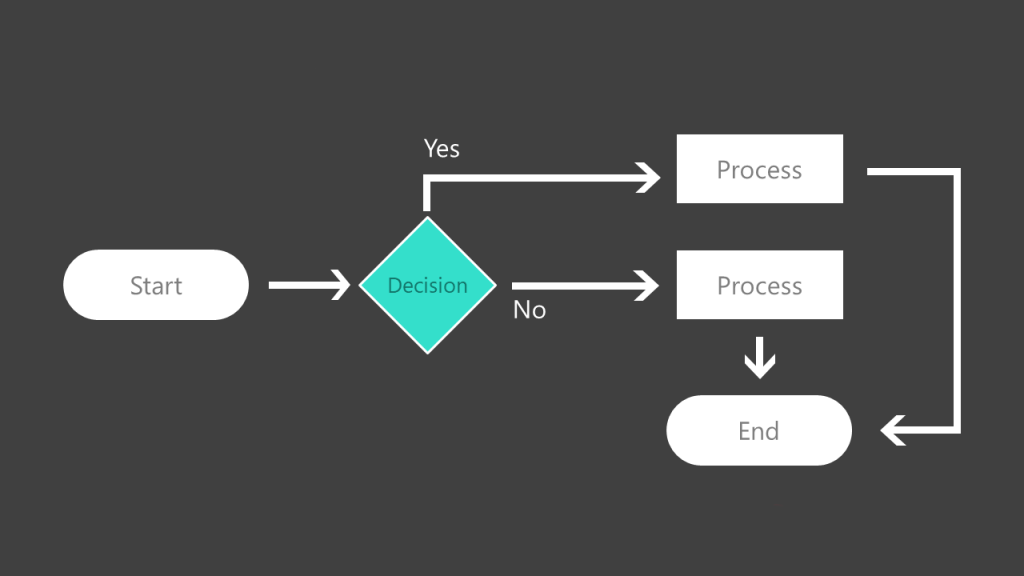 Yes
Process
Start
Decision
Process
No
End